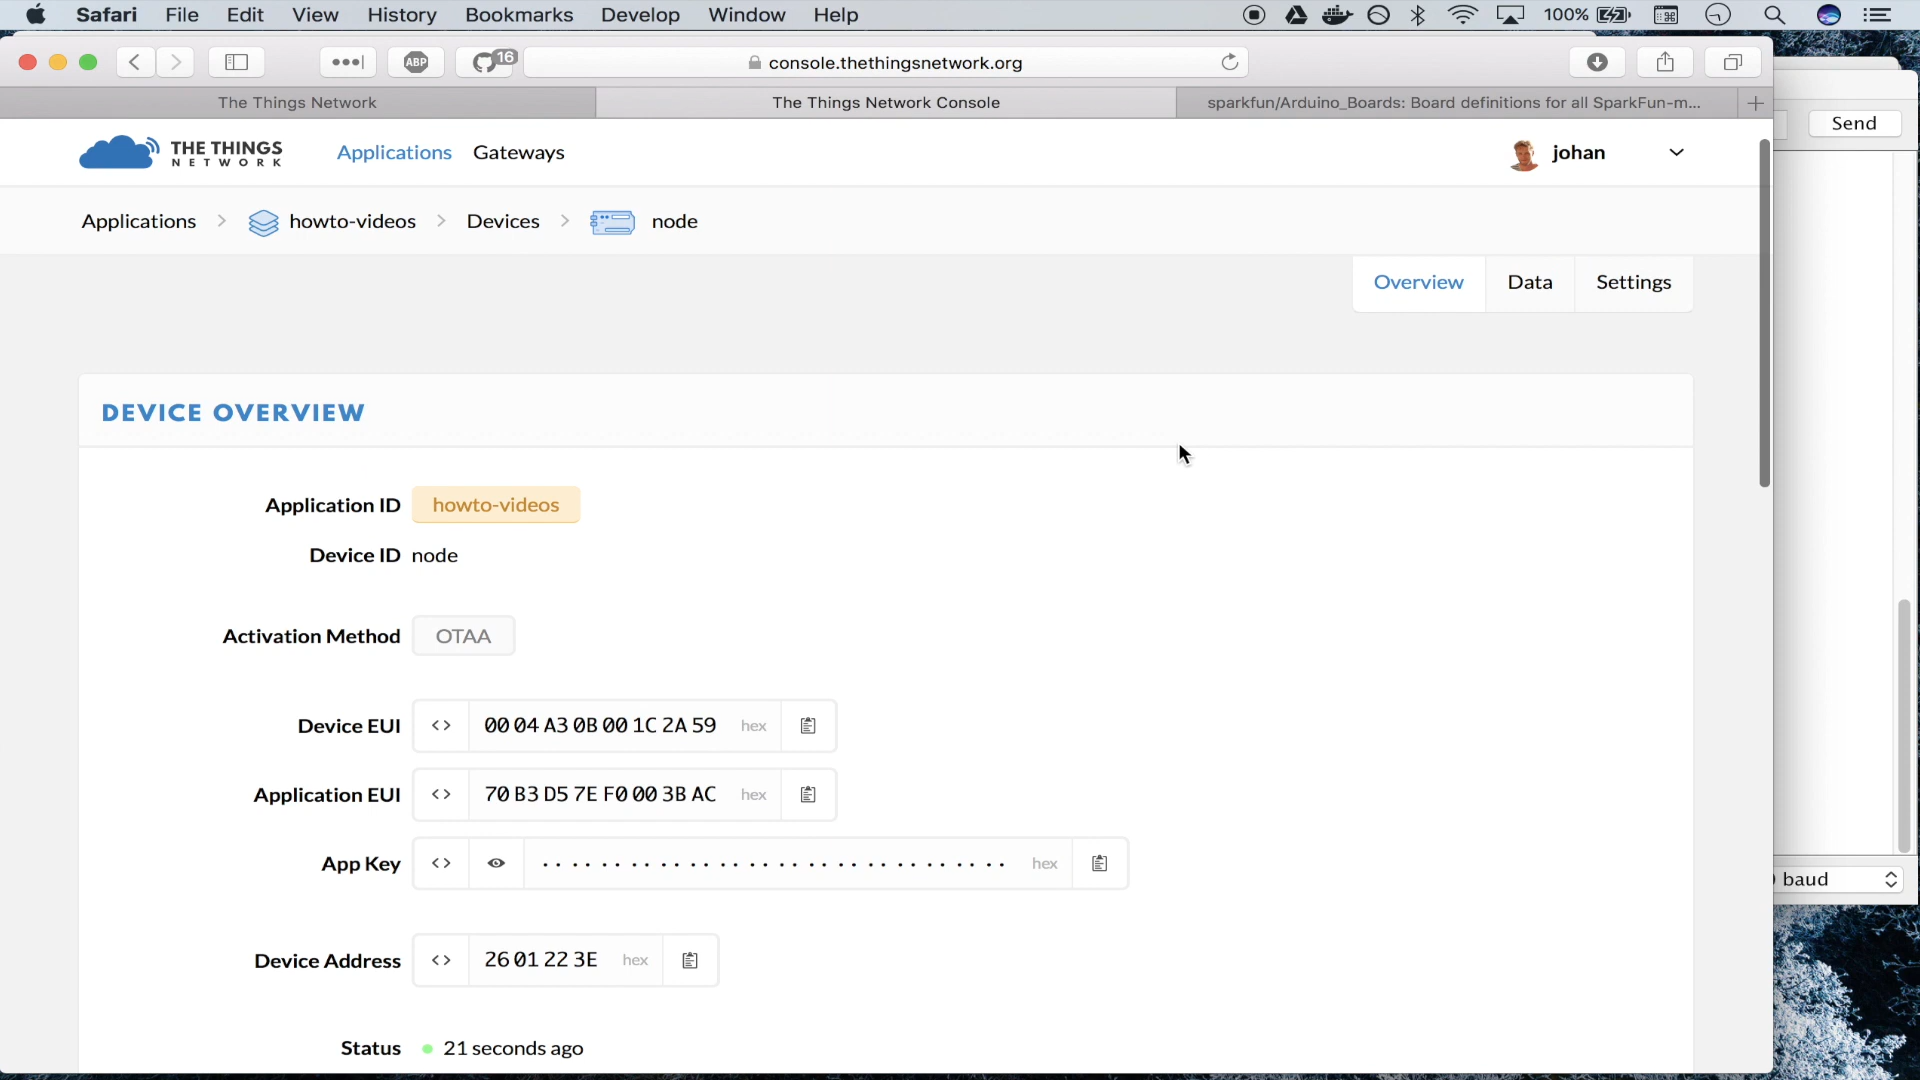 Safari File Edit View History Bookmarks Develop Window Help 100%
ABP 16 console.thethingsnetwork.org
The Things Network The Things Network Console sparkfun/Arduino_Boards: Board definitions for all SparkFun-m...
Send
THE THINGS NETWORK Applications Gateways johan
Applications howto-videos Devices node
Overview Data Settings
DEVICE OVERVIEW
Application ID howto-videos
Device ID node
Activation Method OTAA
Device EUI <> 00 04 A3 0B 00 1C 2A 59 hex
Application EUI <> 70 B3 D5 7E F0 00 3B AC hex
App Key <> hex
baud
Device Address <> 26 01 22 3E hex
Status 21 seconds ago